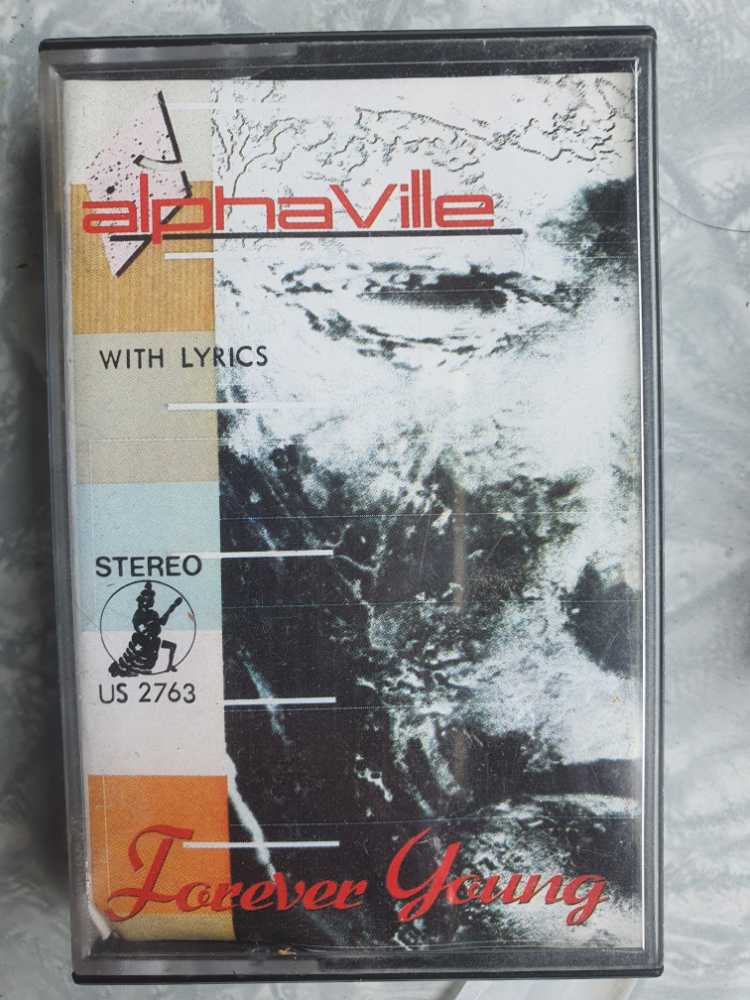 alphaville
WITH LYRICS
STEREO
US 2763
Forever Young